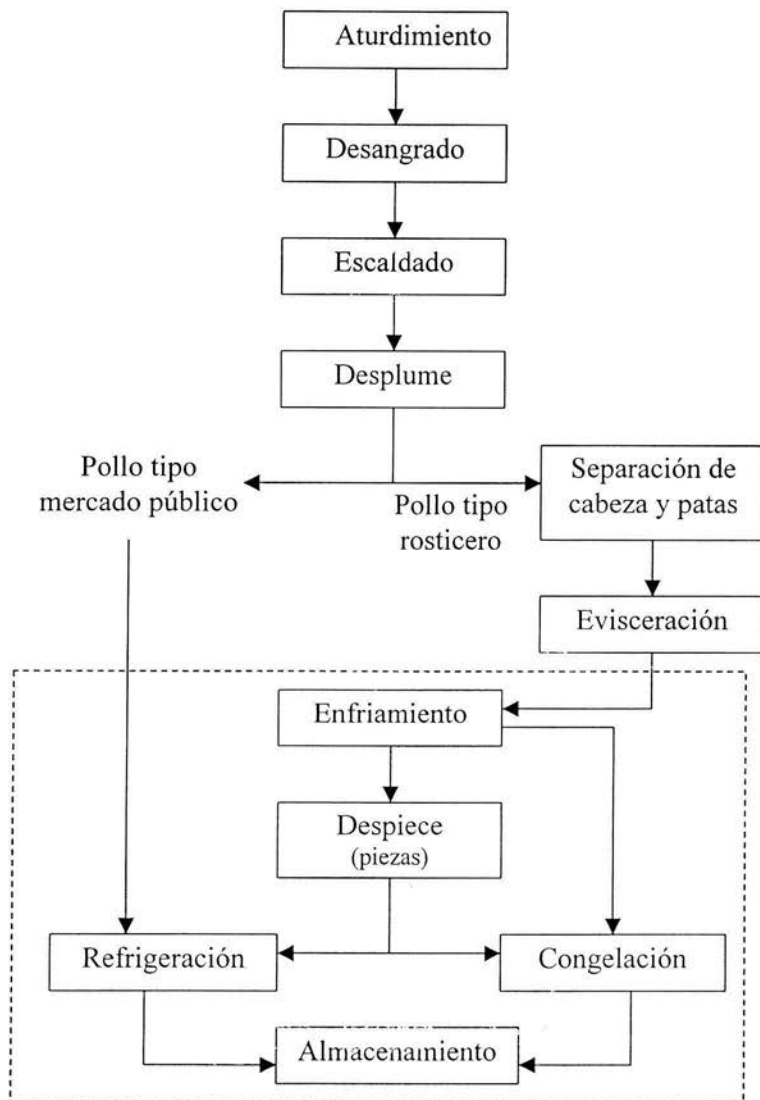 Aturdimiento
Desangrado
Escaldado
Desplume
Pollo tipo
mercado público
Pollo tipo
rosticero
Separación de
cabeza y patas
Evisceración
Enfriamiento
Despiece
(piezas)
Refrigeración
Congelación
Almacenamiento